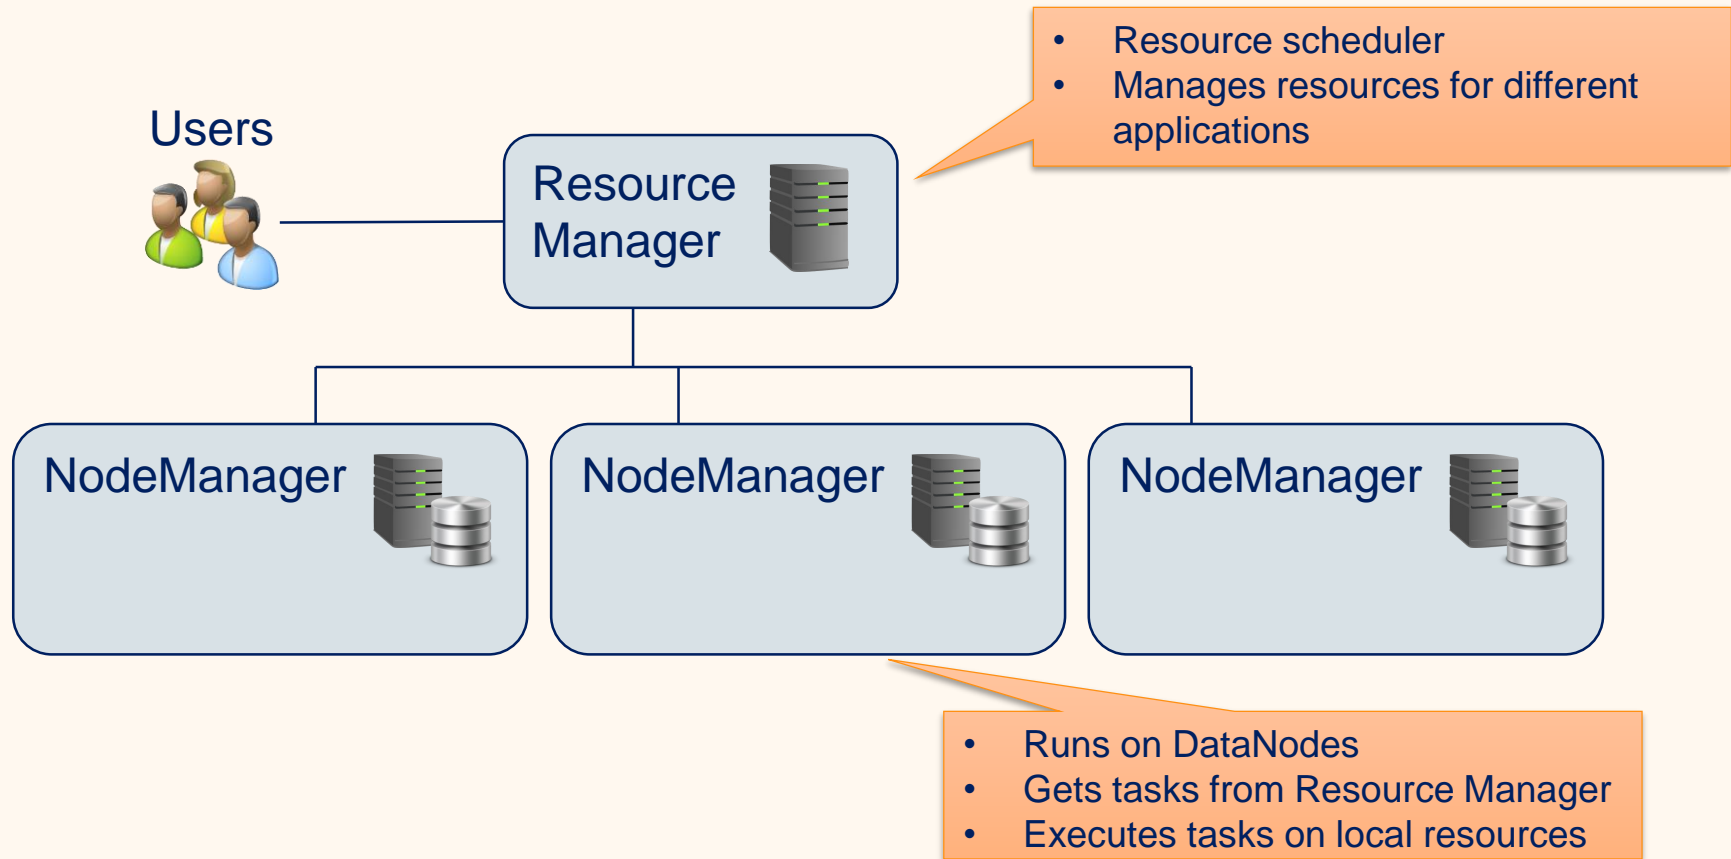 • Resource scheduler
• Manages resources for different
applications
Users
Resource
Manager
NodeManager
NodeManager
NodeManager
• Runs on DataNodes
• Gets tasks from Resource Manager
• Executes tasks on local resources